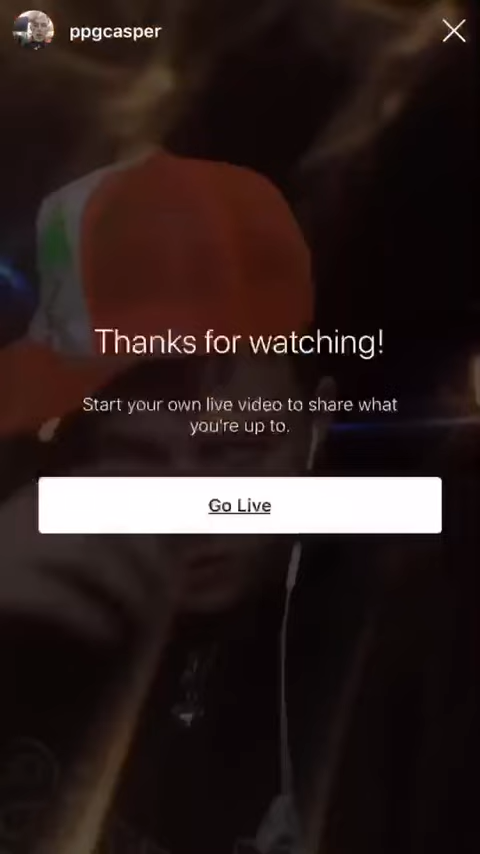 ppgcasper
Thanks for watching!
Start your own live video to share what
you're up to.
Go Live